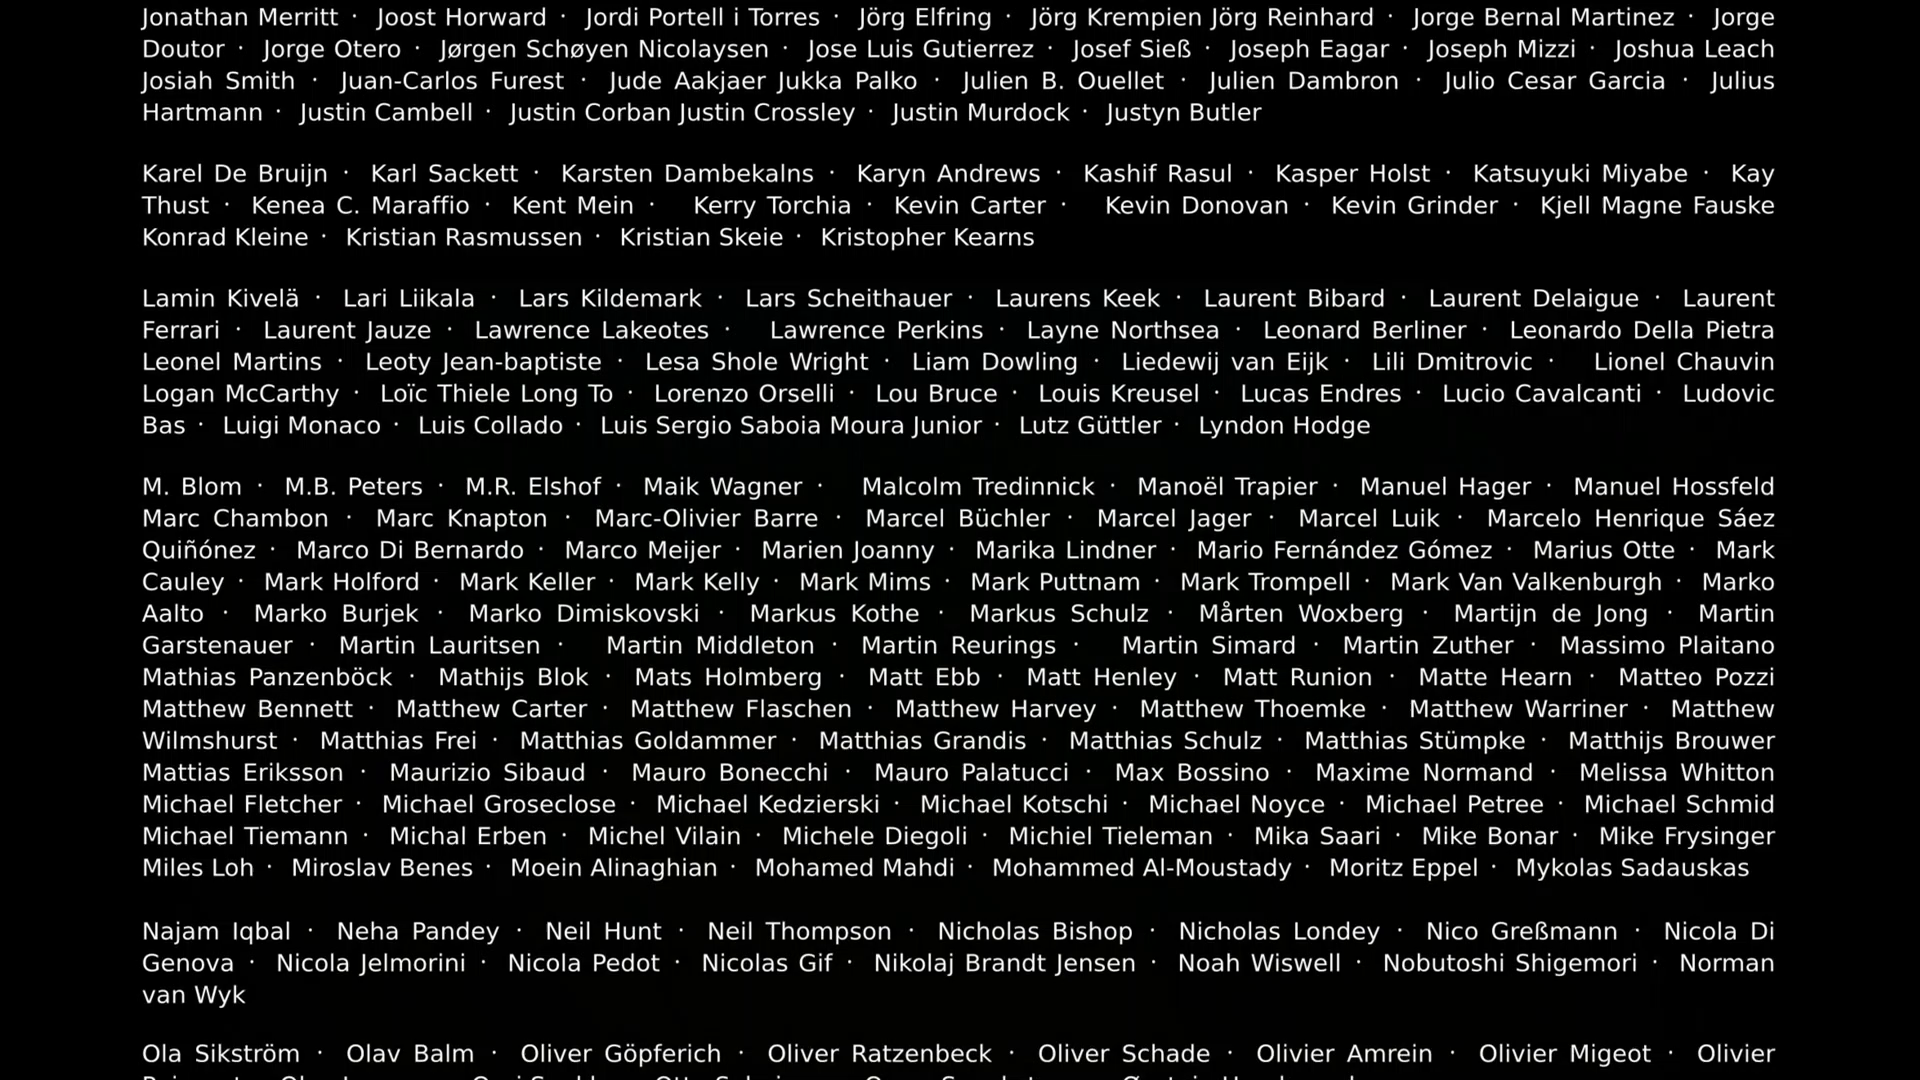 Jonathan Merritt · Joost Horward · Jordi Portell i Torres · Jörg Elfring · Jörg Krempien Jörg Reinhard · Jorge Bernal Martinez · Jorge
Doutor · Jorge Otero · Jørgen Schøyen Nicolaysen · Jose Luis Gutierrez · Josef Sieß · Joseph Eagar · Joseph Mizzi · Joshua Leach
Josiah Smith · Juan-Carlos Furest · Jude Aakjaer Jukka Palko · Julien B. Ouellet · Julien Dambron · Julio Cesar Garcia · Julius
Hartmann · Justin Cambell · Justin Corban Justin Crossley · Justin Murdock · Justyn Butler
Karel De Bruijn · Karl Sackett · Karsten Dambekalns · Karyn Andrews · Kashif Rasul · Kasper Holst · Katsuyuki Miyabe · Kay
Thust · Kenea C. Maraffio · Kent Mein · Kerry Torchia · Kevin Carter · Kevin Donovan · Kevin Grinder · Kjell Magne Fauske
Konrad Kleine · Kristian Rasmussen · Kristian Skeie · Kristopher Kearns
Lamin Kivelä · Lari Liikala · Lars Kildemark · Lars Scheithauer · Laurens Keek · Laurent Bibard · Laurent Delaigue · Laurent
Ferrari · Laurent Jauze · Lawrence Lakeotes · Lawrence Perkins · Layne Northsea · Leonard Berliner · Leonardo Della Pietra
Leonel Martins · Leoty Jean-baptiste · Lesa Shole Wright · Liam Dowling · Liedewij van Eijk · Lili Dmitrovic · Lionel Chauvin
Logan McCarthy · Loïc Thiele Long To · Lorenzo Orselli · Lou Bruce · Louis Kreusel · Lucas Endres · Lucio Cavalcanti · Ludovic
Bas · Luigi Monaco · Luis Collado · Luis Sergio Saboia Moura Junior · Lutz Güttler · Lyndon Hodge
M. Blom · M.B. Peters · M.R. Elshof · Maik Wagner · Malcolm Tredinnick · Manoël Trapier · Manuel Hager · Manuel Hossfeld
Marc Chambon · Marc Knapton · Marc-Olivier Barre · Marcel Büchler · Marcel Jager · Marcel Luik · Marcelo Henrique Sáez
Quiñónez · Marco Di Bernardo · Marco Meijer · Marien Joanny · Marika Lindner · Mario Fernández Gómez · Marius Otte · Mark
Cauley · Mark Holford · Mark Keller · Mark Kelly · Mark Mims · Mark Puttnam · Mark Trompell · Mark Van Valkenburgh · Marko
Aalto · Marko Burjek · Marko Dimiskovski · Markus Kothe · Markus Schulz · Mårten Woxberg · Martijn de Jong · Martin
Garstenauer · Martin Lauritsen · Martin Middleton · Martin Reurings · Martin Simard · Martin Zuther · Massimo Plaitano
Mathias Panzenböck · Mathijs Blok · Mats Holmberg · Matt Ebb · Matt Henley · Matt Runion · Matte Hearn · Matteo Pozzi
Matthew Bennett · Matthew Carter · Matthew Flaschen · Matthew Harvey · Matthew Thoemke · Matthew Warriner · Matthew
Wilmshurst · Matthias Frei · Matthias Goldammer · Matthias Grandis · Matthias Schulz · Matthias Stümpke · Matthijs Brouwer
Mattias Eriksson · Maurizio Sibaud · Mauro Bonecchi · Mauro Palatucci · Max Bossino · Maxime Normand · Melissa Whitton
Michael Fletcher · Michael Groseclose · Michael Kedzierski · Michael Kotschi · Michael Noyce · Michael Petree · Michael Schmid
Michael Tiemann · Michal Erben · Michel Vilain · Michele Diegoli · Michiel Tieleman · Mika Saari · Mike Bonar · Mike Frysinger
Miles Loh · Miroslav Benes · Moein Alinaghian · Mohamed Mahdi · Mohammed Al-Moustady · Moritz Eppel · Mykolas Sadauskas
Najam Iqbal · Neha Pandey · Neil Hunt · Neil Thompson · Nicholas Bishop · Nicholas Londey · Nico Greßmann · Nicola Di
Genova · Nicola Jelmorini · Nicola Pedot · Nicolas Gif · Nikolaj Brandt Jensen · Noah Wiswell · Nobutoshi Shigemori · Norman
van Wyk
Ola Sikström · Olav Balm · Oliver Göpferich · Oliver Ratzenbeck · Oliver Schade · Olivier Amrein · Olivier Migeot · Olivier